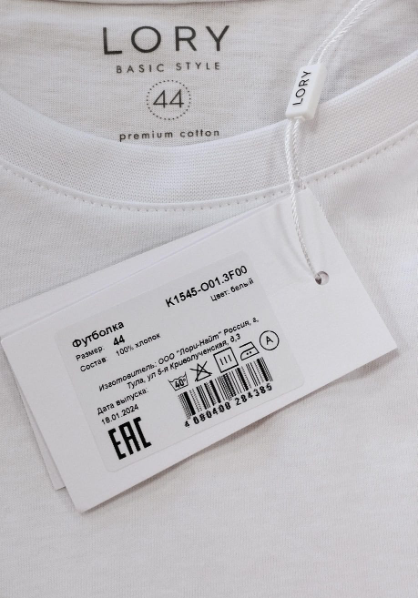 LORY
BASIC STYLE
44
premium cotton
LORY
K1545-O01.3F00
Футболка
Цвет: белый
Размер: 44
Состав: 100% хлопок
Изготовитель: ООО "Лори-Найт" Россия, г.
Тула, ул 5-я Криволученская, д.3
Дата выпуска:
18.01.2024
40°
A
EAC
4 680408 284385